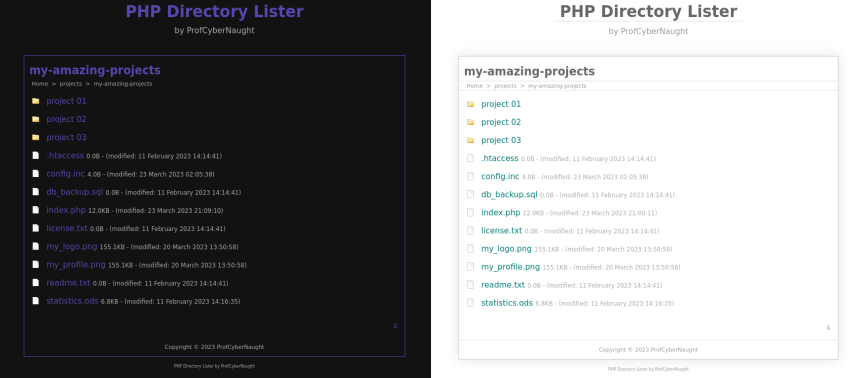 PHP Directory Lister
by ProfCyberNaught
my-amazing-projects
Home > projects > my-amazing-projects
project 01
project 02
project 03
.htaccess 0.0B - (modified: 11 February 2023 14:14:41)
config.inc 4.0B - (modified: 23 March 2023 02:05:38)
db_backup.sql 0.0B - (modified: 11 February 2023 14:14:41)
index.php 12.0KB - (modified: 23 March 2023 21:09:10)
license.txt 0.0B - (modified: 11 February 2023 14:14:41)
my_logo.png 155.1KB - (modified: 20 March 2023 13:50:58)
my_profile.png 155.1KB - (modified: 20 March 2023 13:50:58)
readme.txt 0.0B - (modified: 11 February 2023 14:14:41)
statistics.ods 6.8KB - (modified: 11 February 2023 14:16:35)
Copyright © 2023 ProfCyberNaught
PHP Directory Lister by ProfCyberNaught
PHP Directory Lister
by ProfCyberNaught
my-amazing-projects
Home > projects > my-amazing-projects
project 01
project 02
project 03
.htaccess 0.0B - (modified: 11 February 2023 14:14:41)
config.inc 4.0B - (modified: 23 March 2023 02:05:38)
db_backup.sql 0.0B - (modified: 11 February 2023 14:14:41)
index.php 12.0KB - (modified: 23 March 2023 21:00:11)
license.txt 0.0B - (modified: 11 February 2023 14:14:41)
my_logo.png 155.1KB - (modified: 20 March 2023 13:50:58)
my_profile.png 155.1KB - (modified: 20 March 2023 13:50:58)
readme.txt 0.0B - (modified: 11 February 2023 14:14:41)
statistics.ods 6.8KB - (modified: 11 February 2023 14:16:35)
Copyright © 2023 ProfCyberNaught
PHP Directory Lister by ProfCyberNaught